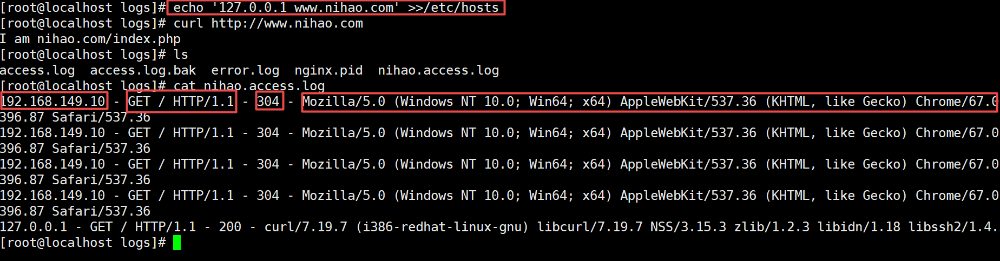 [root@localhost logs]# echo '127.0.0.1 www.nihao.com' >>/etc/hosts
[root@localhost logs]# curl http://www.nihao.com
I am nihao.com/index.php
[root@localhost logs]# ls
access.log  access.log.bak  error.log  nginx.pid  nihao.access.log
[root@localhost logs]# cat nihao.access.log
192.168.149.10 - GET / HTTP/1.1 - 304 - Mozilla/5.0 (Windows NT 10.0; Win64; x64) AppleWebKit/537.36 (KHTML, like Gecko) Chrome/67.0
396.87 Safari/537.36
192.168.149.10 - GET / HTTP/1.1 - 304 - Mozilla/5.0 (Windows NT 10.0; Win64; x64) AppleWebKit/537.36 (KHTML, like Gecko) Chrome/67.0
396.87 Safari/537.36
192.168.149.10 - GET / HTTP/1.1 - 304 - Mozilla/5.0 (Windows NT 10.0; Win64; x64) AppleWebKit/537.36 (KHTML, like Gecko) Chrome/67.0
396.87 Safari/537.36
192.168.149.10 - GET / HTTP/1.1 - 304 - Mozilla/5.0 (Windows NT 10.0; Win64; x64) AppleWebKit/537.36 (KHTML, like Gecko) Chrome/67.0
396.87 Safari/537.36
127.0.0.1 - GET / HTTP/1.1 - 200 - curl/7.19.7 (i386-redhat-linux-gnu) libcurl/7.19.7 NSS/3.15.3 zlib/1.2.3 libidn/1.18 libssh2/1.4.
[root@localhost logs]#